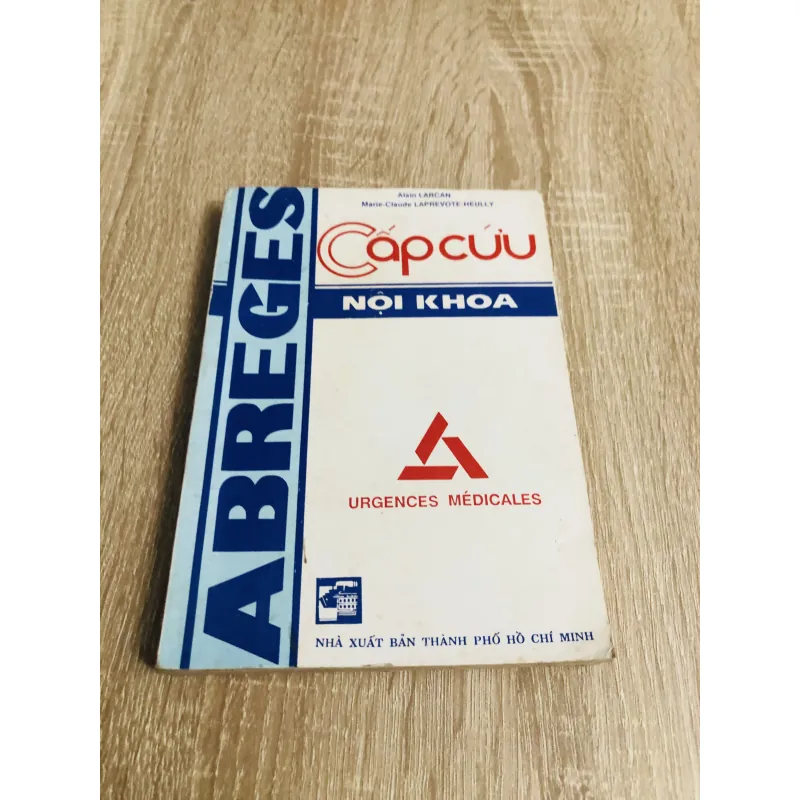 Alain LARCAN
Marie-Claude LAPREVOTE HEULLY
Cấp cứu
NỘI KHOA
ABREGES
URGENCES MÉDICALES
NHÀ XUẤT BẢN THÀNH PHỐ HỒ CHÍ MINH